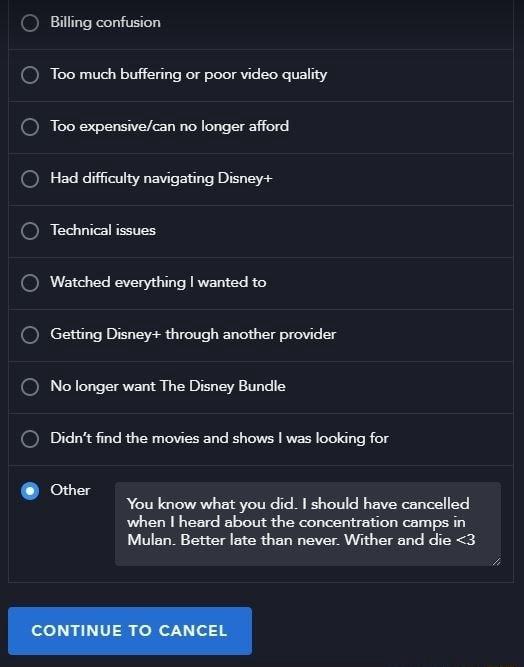 Billing confusion
Too much buffering or poor video quality
Too expensive/can no longer afford
Had difficulty navigating Disney+
Technical issues
Watched everything I wanted to
Getting Disney+ through another provider
No longer want The Disney Bundle
Didn't find the movies and shows I was looking for
Other
You know what you did. I should have cancelled
when I heard about the concentration camps in
Mulan. Better late than never. Wither and die <3
CONTINUE TO CANCEL